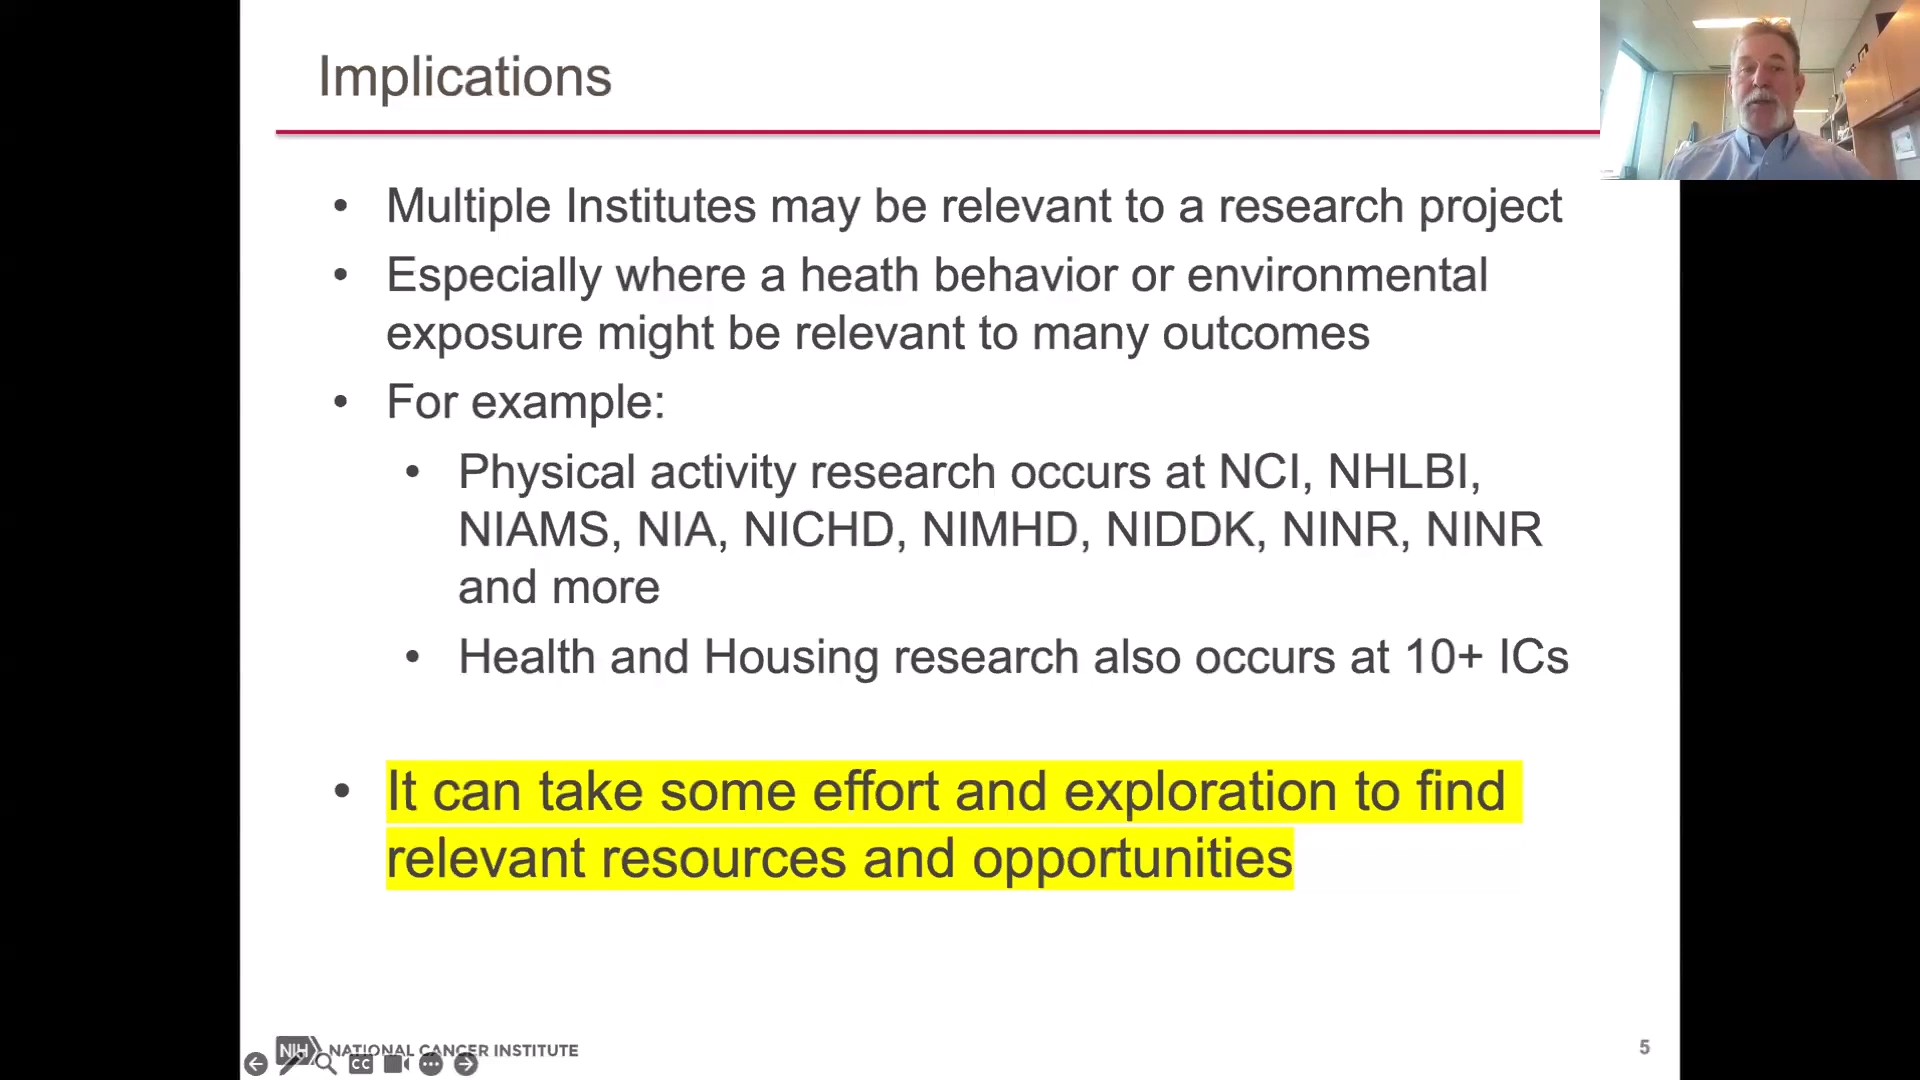 Implications
• Multiple Institutes may be relevant to a research project
• Especially where a heath behavior or environmental
exposure might be relevant to many outcomes
• For example:
• Physical activity research occurs at NCI, NHLBI,
NIAMS, NIA, NICHD, NIMHD, NIDDK, NINR, NINR
and more
• Health and Housing research also occurs at 10+ ICs
• It can take some effort and exploration to find
relevant resources and opportunities
NIH NATIONAL CANCER INSTITUTE
CC
5